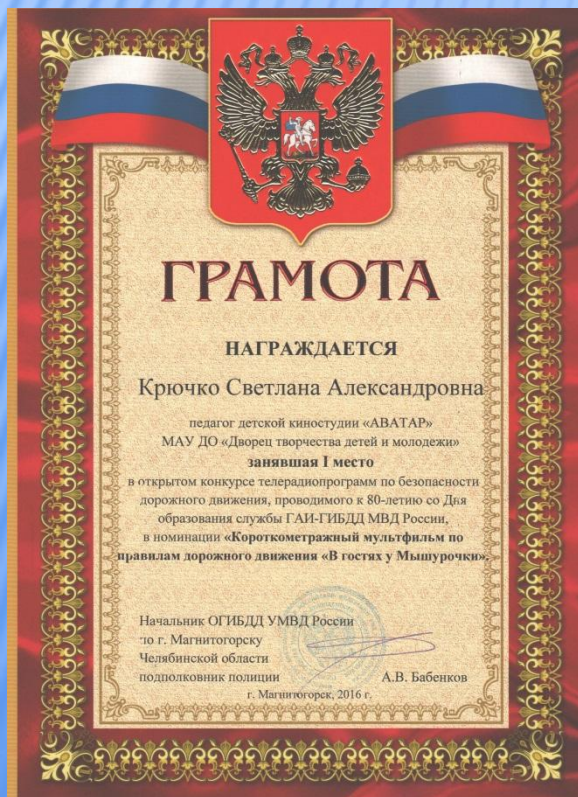 ГРАМОТА
НАГРАЖДАЕТСЯ
Крючко Светлана Александровна
педагог детской киностудии «АВАТАР»
МАУ ДО «Дворец творчества детей и молодежи»
занявшая I место
в открытом конкурсе телерадиопрограмм по безопасности
дорожного движения, проводимого к 80-летию со Дня
образования службы ГАИ-ГИБДД МВД России,
в номинации «Короткометражный мультфильм по
правилам дорожного движения «В гостях у Мышурочки».
Начальник ОГИБДД УМВД России
по г. Магнитогорску
Челябинской области
подполковник полиции А.В. Бабенков
г. Магнитогорск, 2016 г.